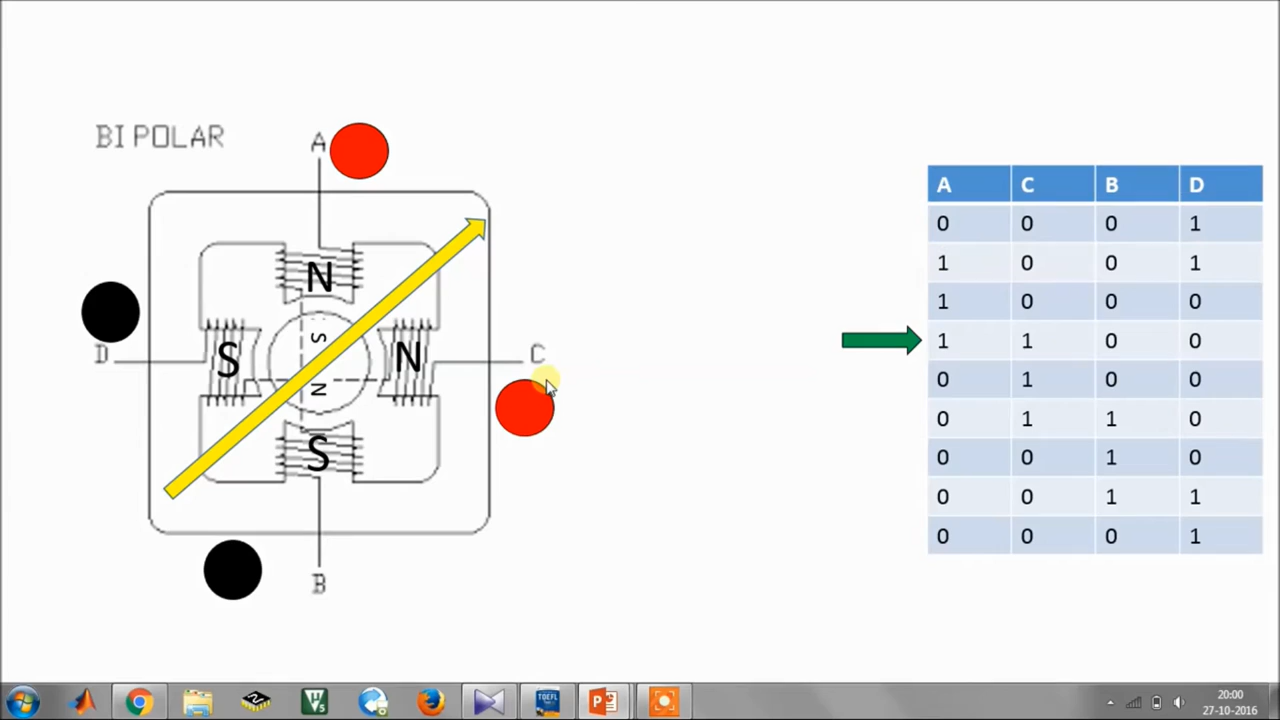 BIPOLAR
A
N
D
S
S
N
N
C
S
B
A C B D
0 0 0 1
1 0 0 1
1 0 0 0
1 1 0 0
0 1 0 0
0 1 1 0
0 0 1 0
0 0 1 1
0 0 0 1
TOEFL
20:00
27-10-2016